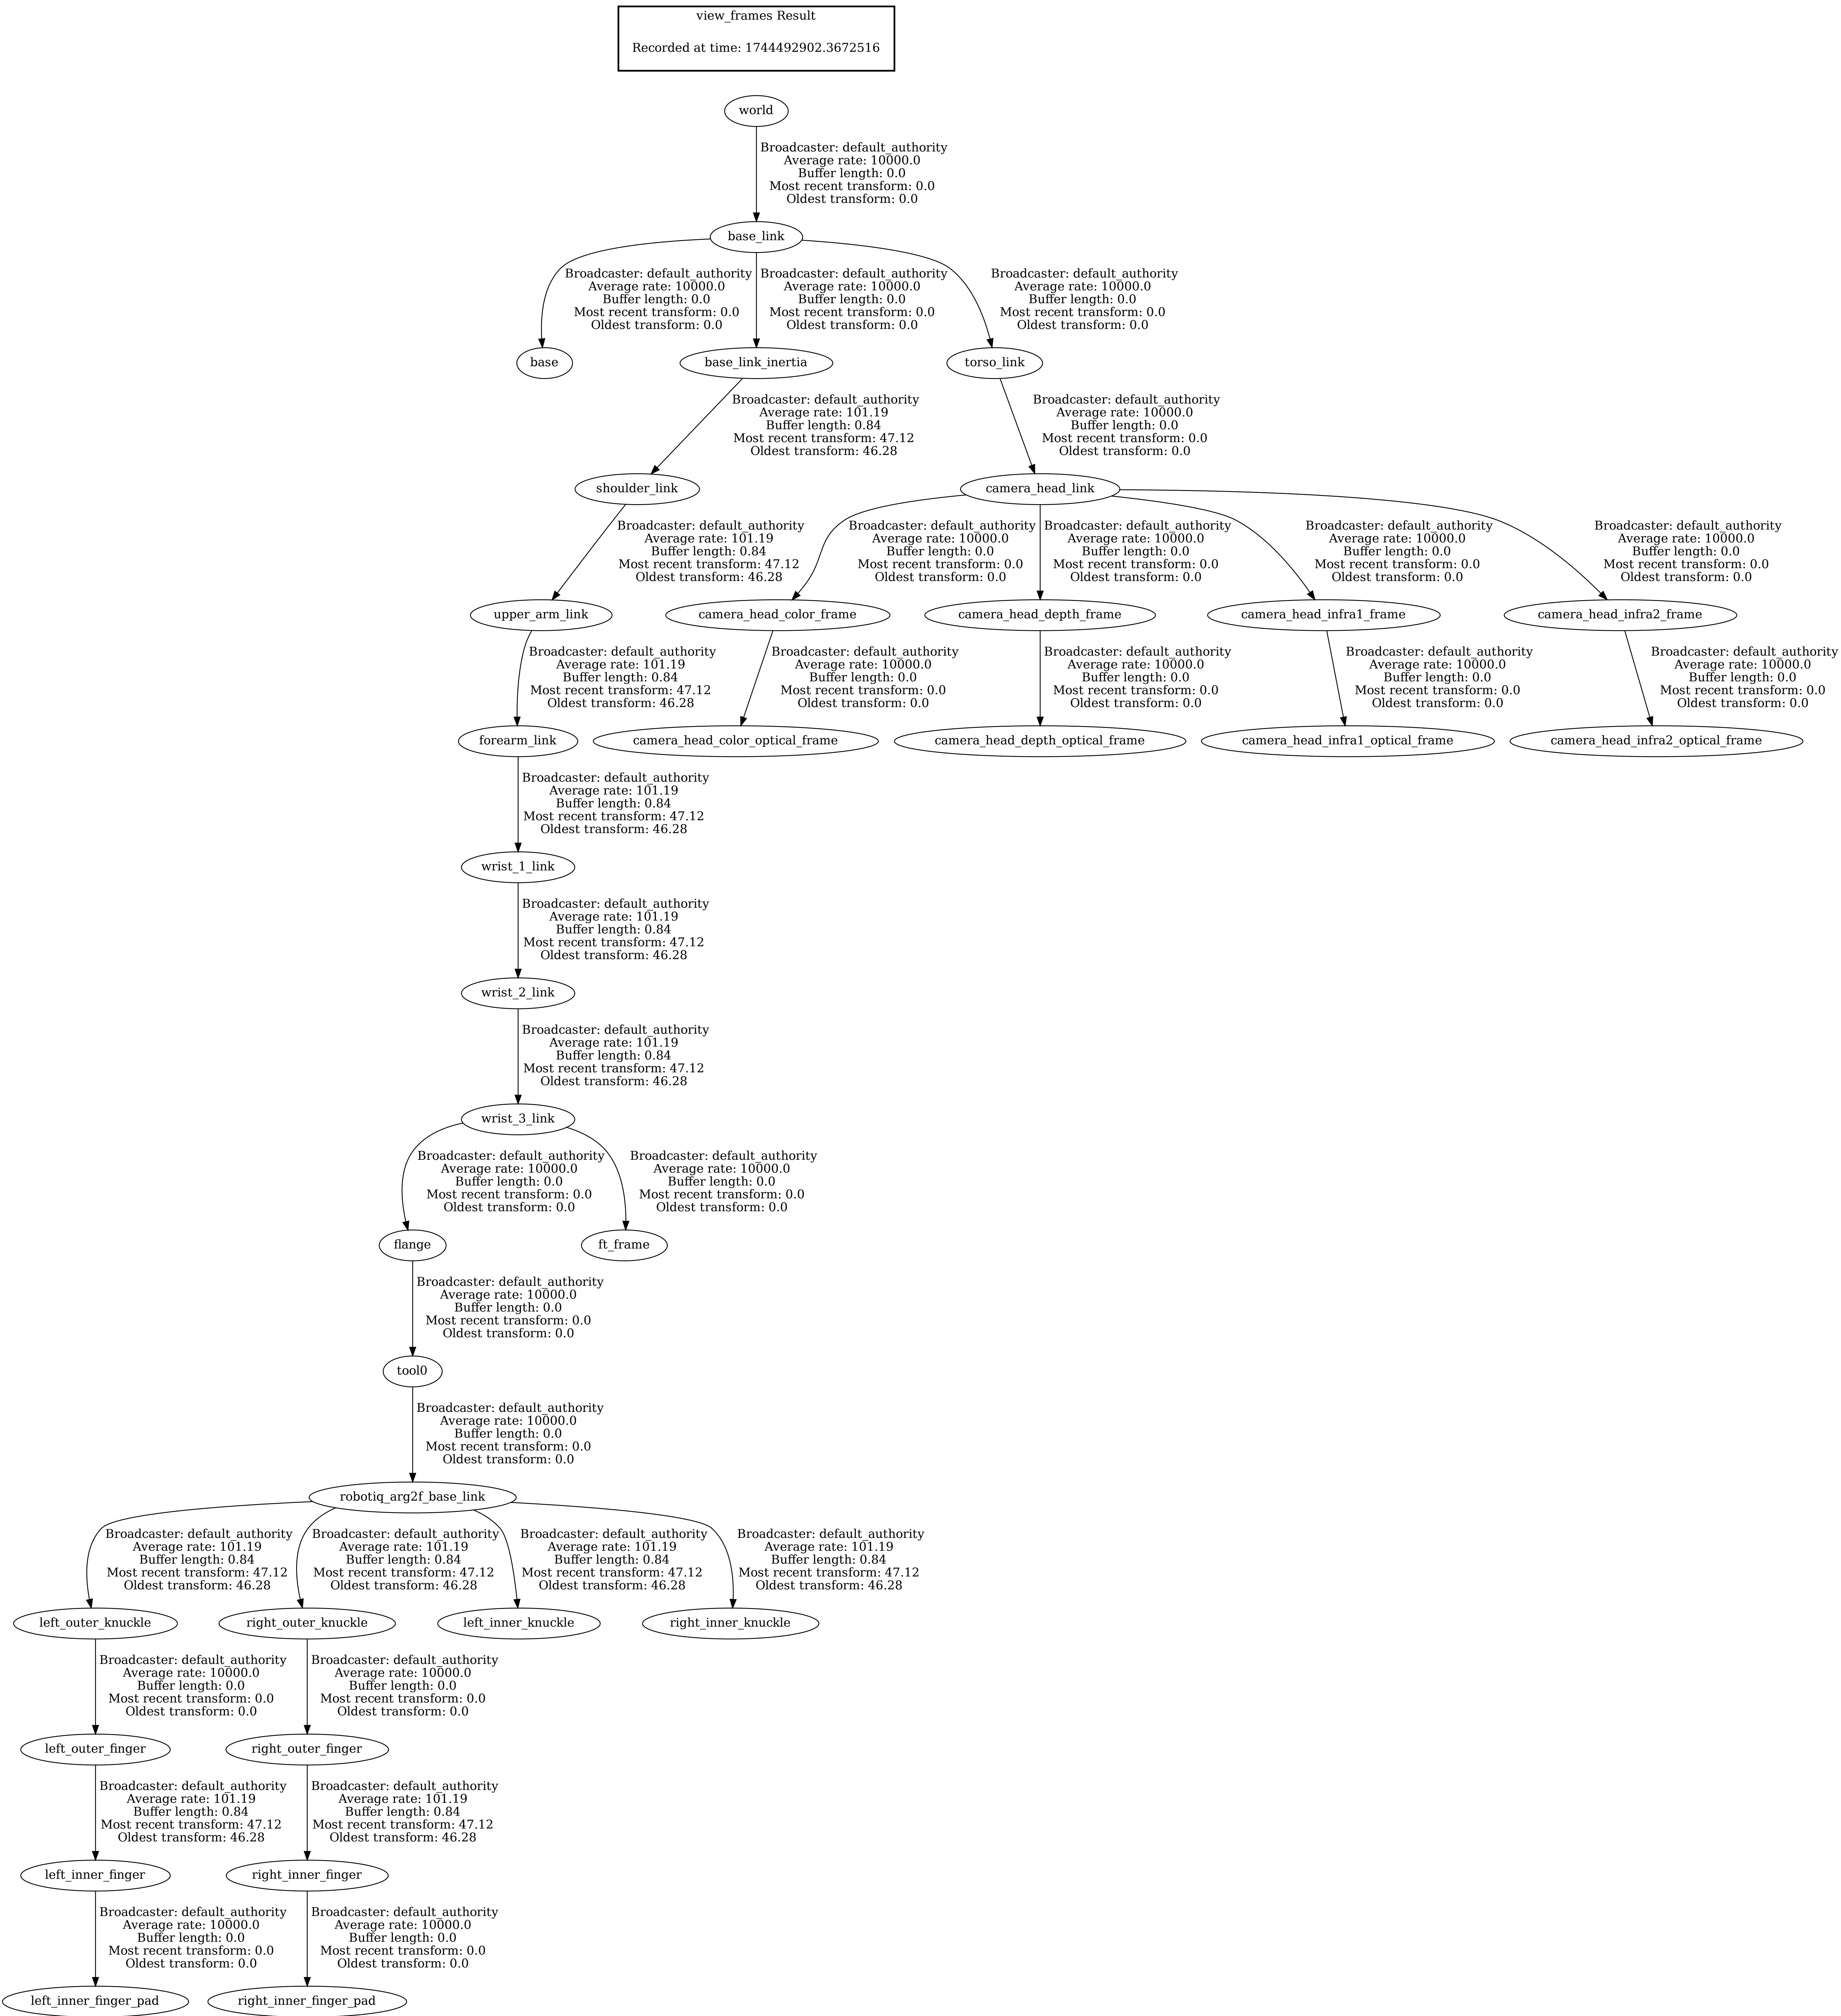 view_frames Result
Recorded at time: 1744492902.3672516
world
Broadcaster: default_authority
Average rate: 10000.0
Buffer length: 0.0
Most recent transform: 0.0
Oldest transform: 0.0
base_link
Broadcaster: default_authority
Average rate: 10000.0
Buffer length: 0.0
Most recent transform: 0.0
Oldest transform: 0.0
Broadcaster: default_authority
Average rate: 10000.0
Buffer length: 0.0
Most recent transform: 0.0
Oldest transform: 0.0
Broadcaster: default_authority
Average rate: 10000.0
Buffer length: 0.0
Most recent transform: 0.0
Oldest transform: 0.0
base
base_link_inertia
torso_link
Broadcaster: default_authority
Average rate: 101.19
Buffer length: 0.84
Most recent transform: 47.12
Oldest transform: 46.28
Broadcaster: default_authority
Average rate: 10000.0
Buffer length: 0.0
Most recent transform: 0.0
Oldest transform: 0.0
shoulder_link
camera_head_link
Broadcaster: default_authority
Average rate: 101.19
Buffer length: 0.84
Most recent transform: 47.12
Oldest transform: 46.28
Broadcaster: default_authority
Average rate: 10000.0
Buffer length: 0.0
Most recent transform: 0.0
Oldest transform: 0.0
Broadcaster: default_authority
Average rate: 10000.0
Buffer length: 0.0
Most recent transform: 0.0
Oldest transform: 0.0
Broadcaster: default_authority
Average rate: 10000.0
Buffer length: 0.0
Most recent transform: 0.0
Oldest transform: 0.0
Broadcaster: default_authority
Average rate: 10000.0
Buffer length: 0.0
Most recent transform: 0.0
Oldest transform: 0.0
upper_arm_link
camera_head_color_frame
camera_head_depth_frame
camera_head_infra1_frame
camera_head_infra2_frame
Broadcaster: default_authority
Average rate: 101.19
Buffer length: 0.84
Most recent transform: 47.12
Oldest transform: 46.28
Broadcaster: default_authority
Average rate: 10000.0
Buffer length: 0.0
Most recent transform: 0.0
Oldest transform: 0.0
Broadcaster: default_authority
Average rate: 10000.0
Buffer length: 0.0
Most recent transform: 0.0
Oldest transform: 0.0
Broadcaster: default_authority
Average rate: 10000.0
Buffer length: 0.0
Most recent transform: 0.0
Oldest transform: 0.0
Broadcaster: default_authority
Average rate: 10000.0
Buffer length: 0.0
Most recent transform: 0.0
Oldest transform: 0.0
forearm_link
camera_head_color_optical_frame
camera_head_depth_optical_frame
camera_head_infra1_optical_frame
camera_head_infra2_optical_frame
Broadcaster: default_authority
Average rate: 101.19
Buffer length: 0.84
Most recent transform: 47.12
Oldest transform: 46.28
wrist_1_link
Broadcaster: default_authority
Average rate: 101.19
Buffer length: 0.84
Most recent transform: 47.12
Oldest transform: 46.28
wrist_2_link
Broadcaster: default_authority
Average rate: 101.19
Buffer length: 0.84
Most recent transform: 47.12
Oldest transform: 46.28
wrist_3_link
Broadcaster: default_authority
Average rate: 10000.0
Buffer length: 0.0
Most recent transform: 0.0
Oldest transform: 0.0
Broadcaster: default_authority
Average rate: 10000.0
Buffer length: 0.0
Most recent transform: 0.0
Oldest transform: 0.0
flange
ft_frame
Broadcaster: default_authority
Average rate: 10000.0
Buffer length: 0.0
Most recent transform: 0.0
Oldest transform: 0.0
tool0
Broadcaster: default_authority
Average rate: 10000.0
Buffer length: 0.0
Most recent transform: 0.0
Oldest transform: 0.0
robotiq_arg2f_base_link
Broadcaster: default_authority
Average rate: 101.19
Buffer length: 0.84
Most recent transform: 47.12
Oldest transform: 46.28
Broadcaster: default_authority
Average rate: 101.19
Buffer length: 0.84
Most recent transform: 47.12
Oldest transform: 46.28
Broadcaster: default_authority
Average rate: 101.19
Buffer length: 0.84
Most recent transform: 47.12
Oldest transform: 46.28
Broadcaster: default_authority
Average rate: 101.19
Buffer length: 0.84
Most recent transform: 47.12
Oldest transform: 46.28
left_outer_knuckle
right_outer_knuckle
left_inner_knuckle
right_inner_knuckle
Broadcaster: default_authority
Average rate: 10000.0
Buffer length: 0.0
Most recent transform: 0.0
Oldest transform: 0.0
Broadcaster: default_authority
Average rate: 10000.0
Buffer length: 0.0
Most recent transform: 0.0
Oldest transform: 0.0
left_outer_finger
right_outer_finger
Broadcaster: default_authority
Average rate: 101.19
Buffer length: 0.84
Most recent transform: 47.12
Oldest transform: 46.28
Broadcaster: default_authority
Average rate: 101.19
Buffer length: 0.84
Most recent transform: 47.12
Oldest transform: 46.28
left_inner_finger
right_inner_finger
Broadcaster: default_authority
Average rate: 10000.0
Buffer length: 0.0
Most recent transform: 0.0
Oldest transform: 0.0
Broadcaster: default_authority
Average rate: 10000.0
Buffer length: 0.0
Most recent transform: 0.0
Oldest transform: 0.0
left_inner_finger_pad
right_inner_finger_pad